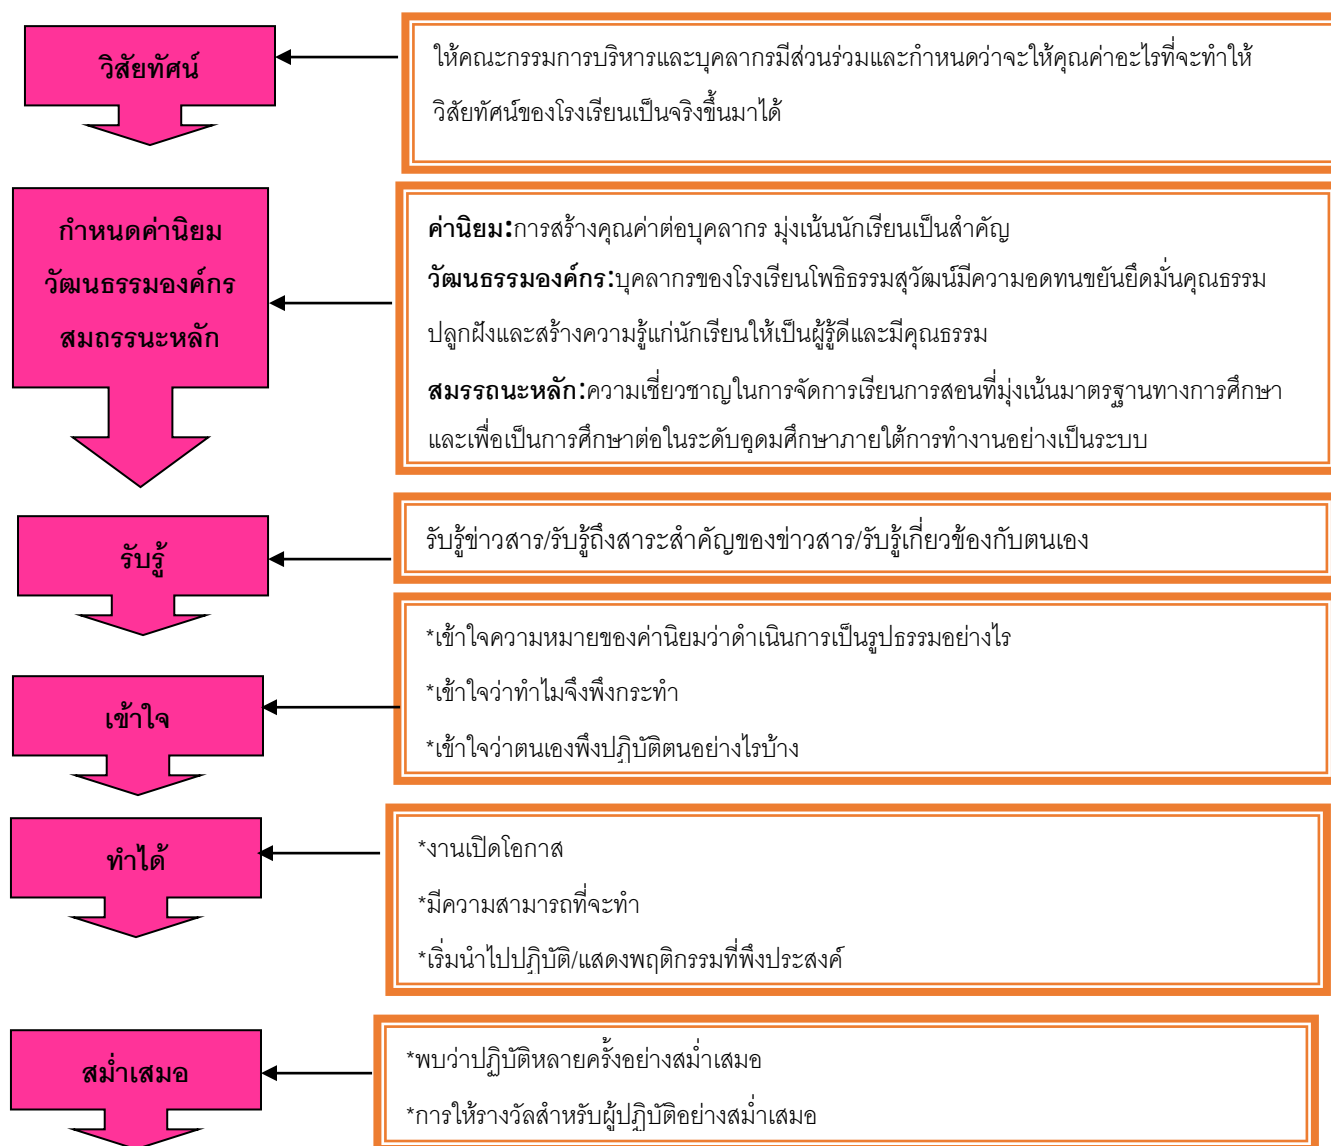 วิสัยทัศน์
ให้คณะกรรมการบริหารและบุคลากรมีส่วนร่วมและกำหนดว่าจะให้คุณค่าอะไรที่จะทำให้
วิสัยทัศน์ของโรงเรียนเป็นจริงขึ้นมาได้
กำหนดค่านิยม
วัฒนธรรมองค์กร
สมถรรนะหลัก
ค่านิยม:การสร้างคุณค่าต่อบุคลากร มุ่งเน้นนักเรียนเป็นสำคัญ
วัฒนธรรมองค์กร:บุคลากรของโรงเรียนโพธิธรรมสุวัฒน์มีความอดทนขยันยึดมั่นคุณธรรม
ปลูกฝังและสร้างความรู้แก่นักเรียนให้เป็นผู้รู้ดีและมีคุณธรรม
สมรรถนะหลัก:ความเชี่ยวชาญในการจัดการเรียนการสอนที่มุ่งเน้นมาตรฐานทางการศึกษา
และเพื่อเป็นการศึกษาต่อในระดับอุดมศึกษาภายใต้การทำงานอย่างเป็นระบบ
รับรู้
รับรู้ข่าวสาร/รับรู้ถึงสาระสำคัญของข่าวสาร/รับรู้เกี่ยวข้องกับตนเอง
เข้าใจ
*เข้าใจความหมายของค่านิยมว่าดำเนินการเป็นรูปธรรมอย่างไร
*เข้าใจว่าทำไมจึงพึงกระทำ
*เข้าใจว่าตนเองพึงปฏิบัติตนอย่างไรบ้าง
ทำได้
*งานเปิดโอกาส
*มีความสามารถที่จะทำ
*เริ่มนำไปปฏิบัติ/แสดงพฤติกรรมที่พึงประสงค์
สม่ำเสมอ
*พบว่าปฏิบัติหลายครั้งอย่างสม่ำเสมอ
*การให้รางวัลสำหรับผู้ปฏิบัติอย่างสม่ำเสมอ